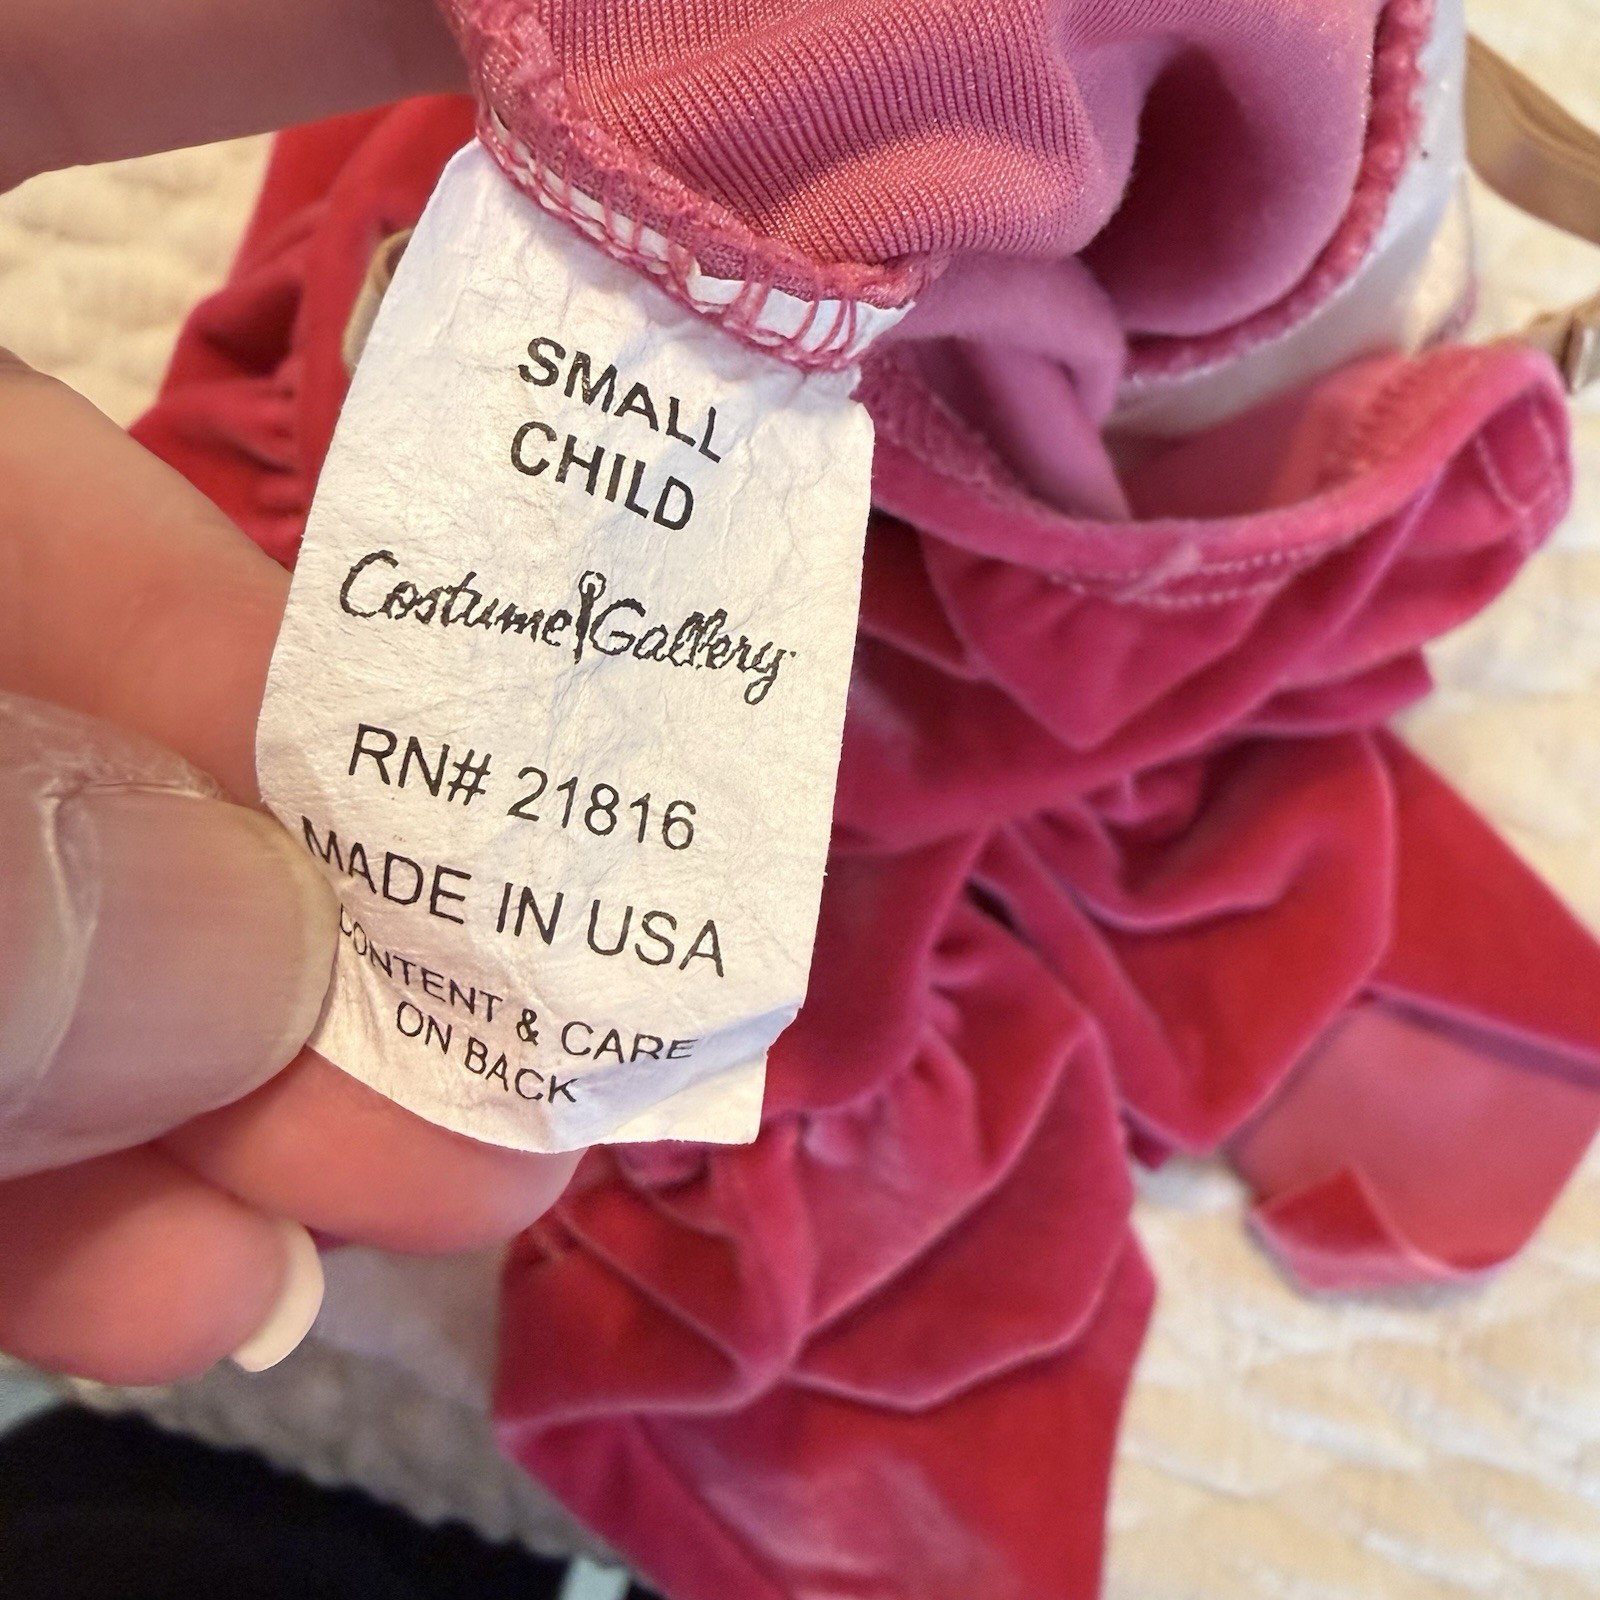 SMALL
CHILD
Costume Gallery
RN# 21816
MADE IN USA
CONTENT & CARE
ON BACK